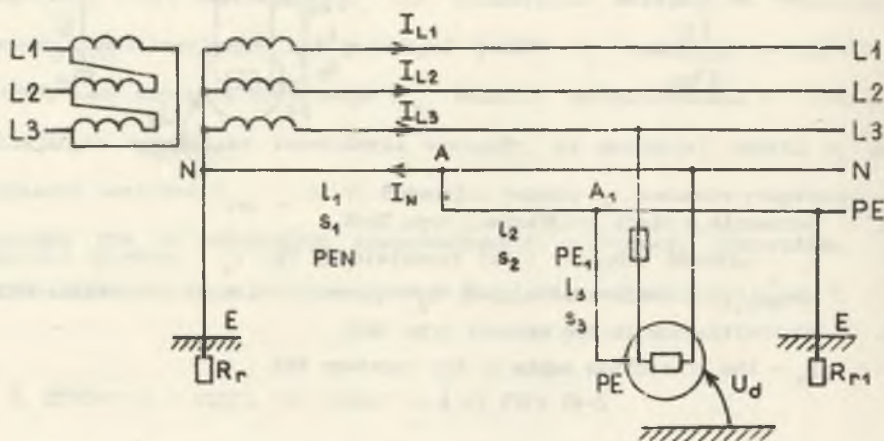 I_L1
L1 L1
I_L2
L2 L2
I_L3
L3 L3
N A N
I_N A₁ PE
l₁ l₂
s₁ s₂ PE₁
PEN l₃
s₃
E E
R_r PE U_d R_r1